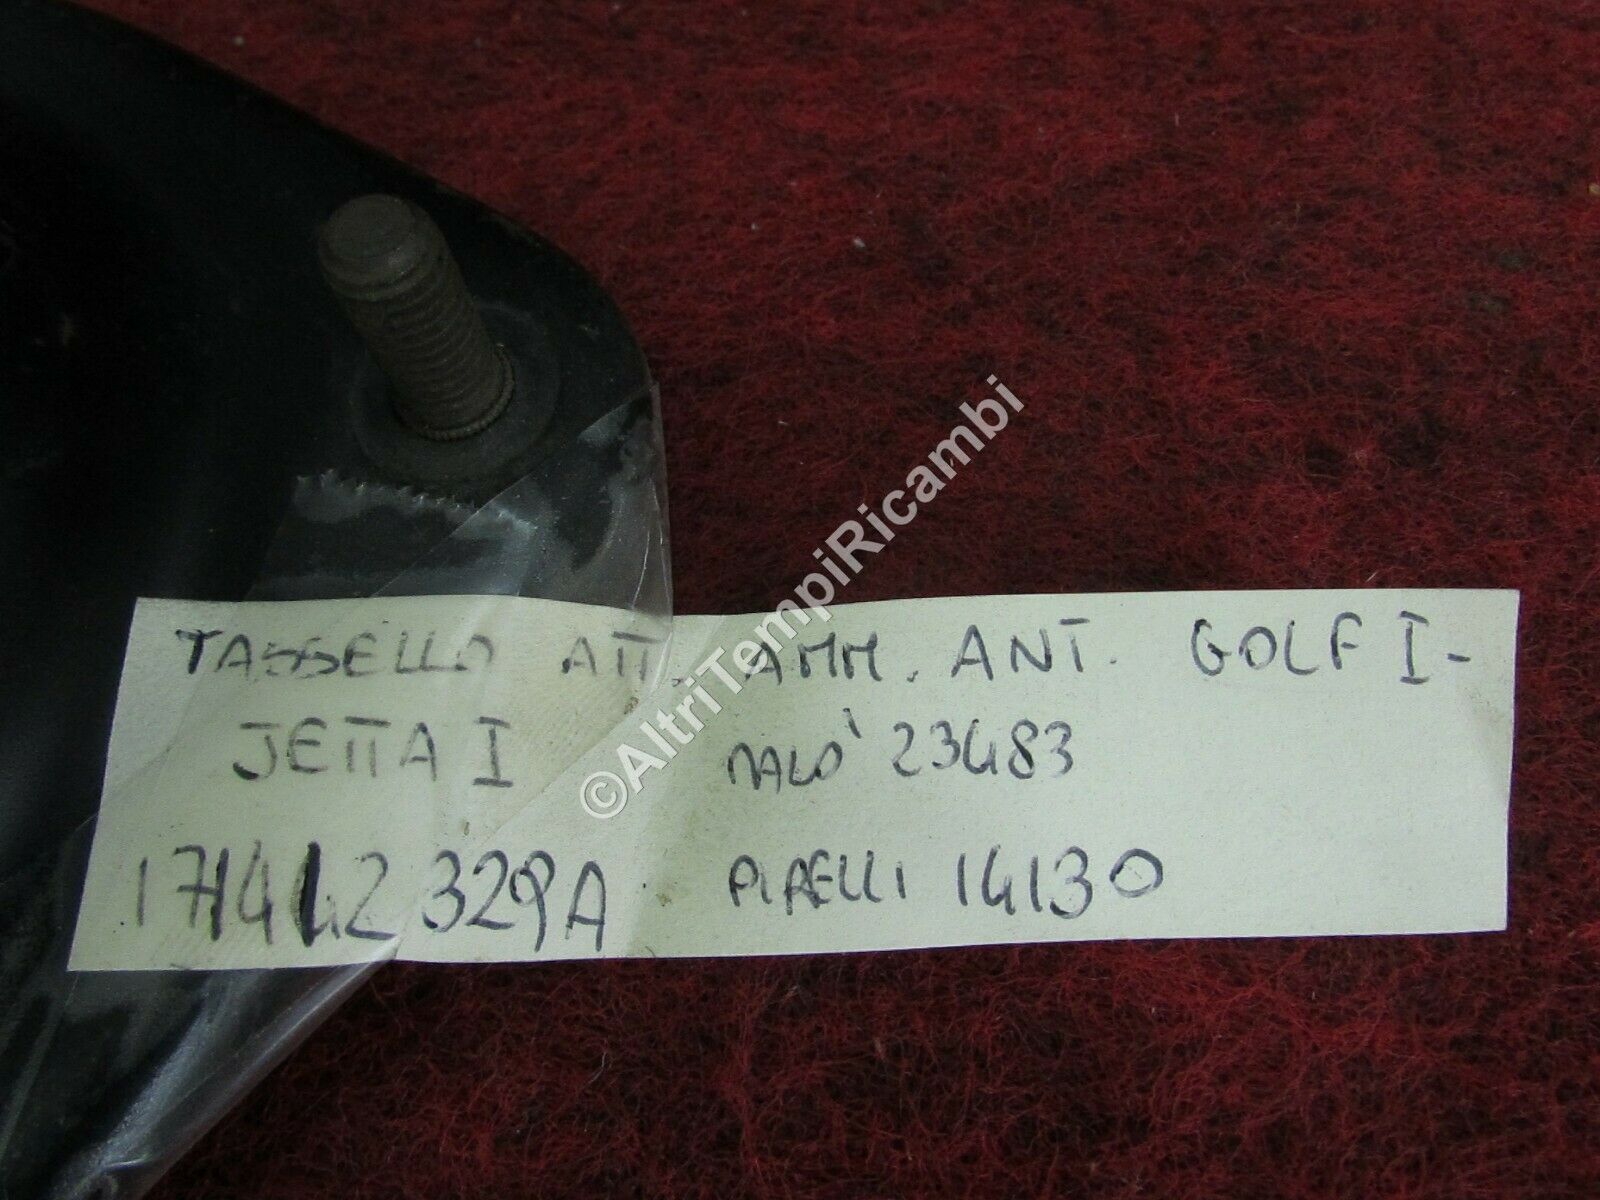 TASSELLO ATT. AMM. ANT. GOLF I-
JETTA I MALO' 23483
171412329A PIRELLI 14130
©AltriTempiRicambi